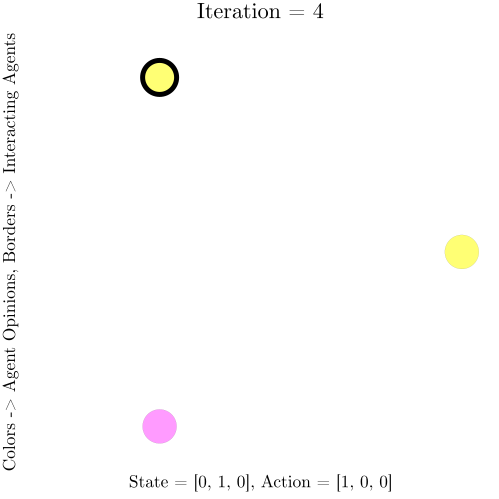 Iteration = 4
Colors -> Agent Opinions, Borders -> Interacting Agents
State = [0, 1, 0], Action = [1, 0, 0]